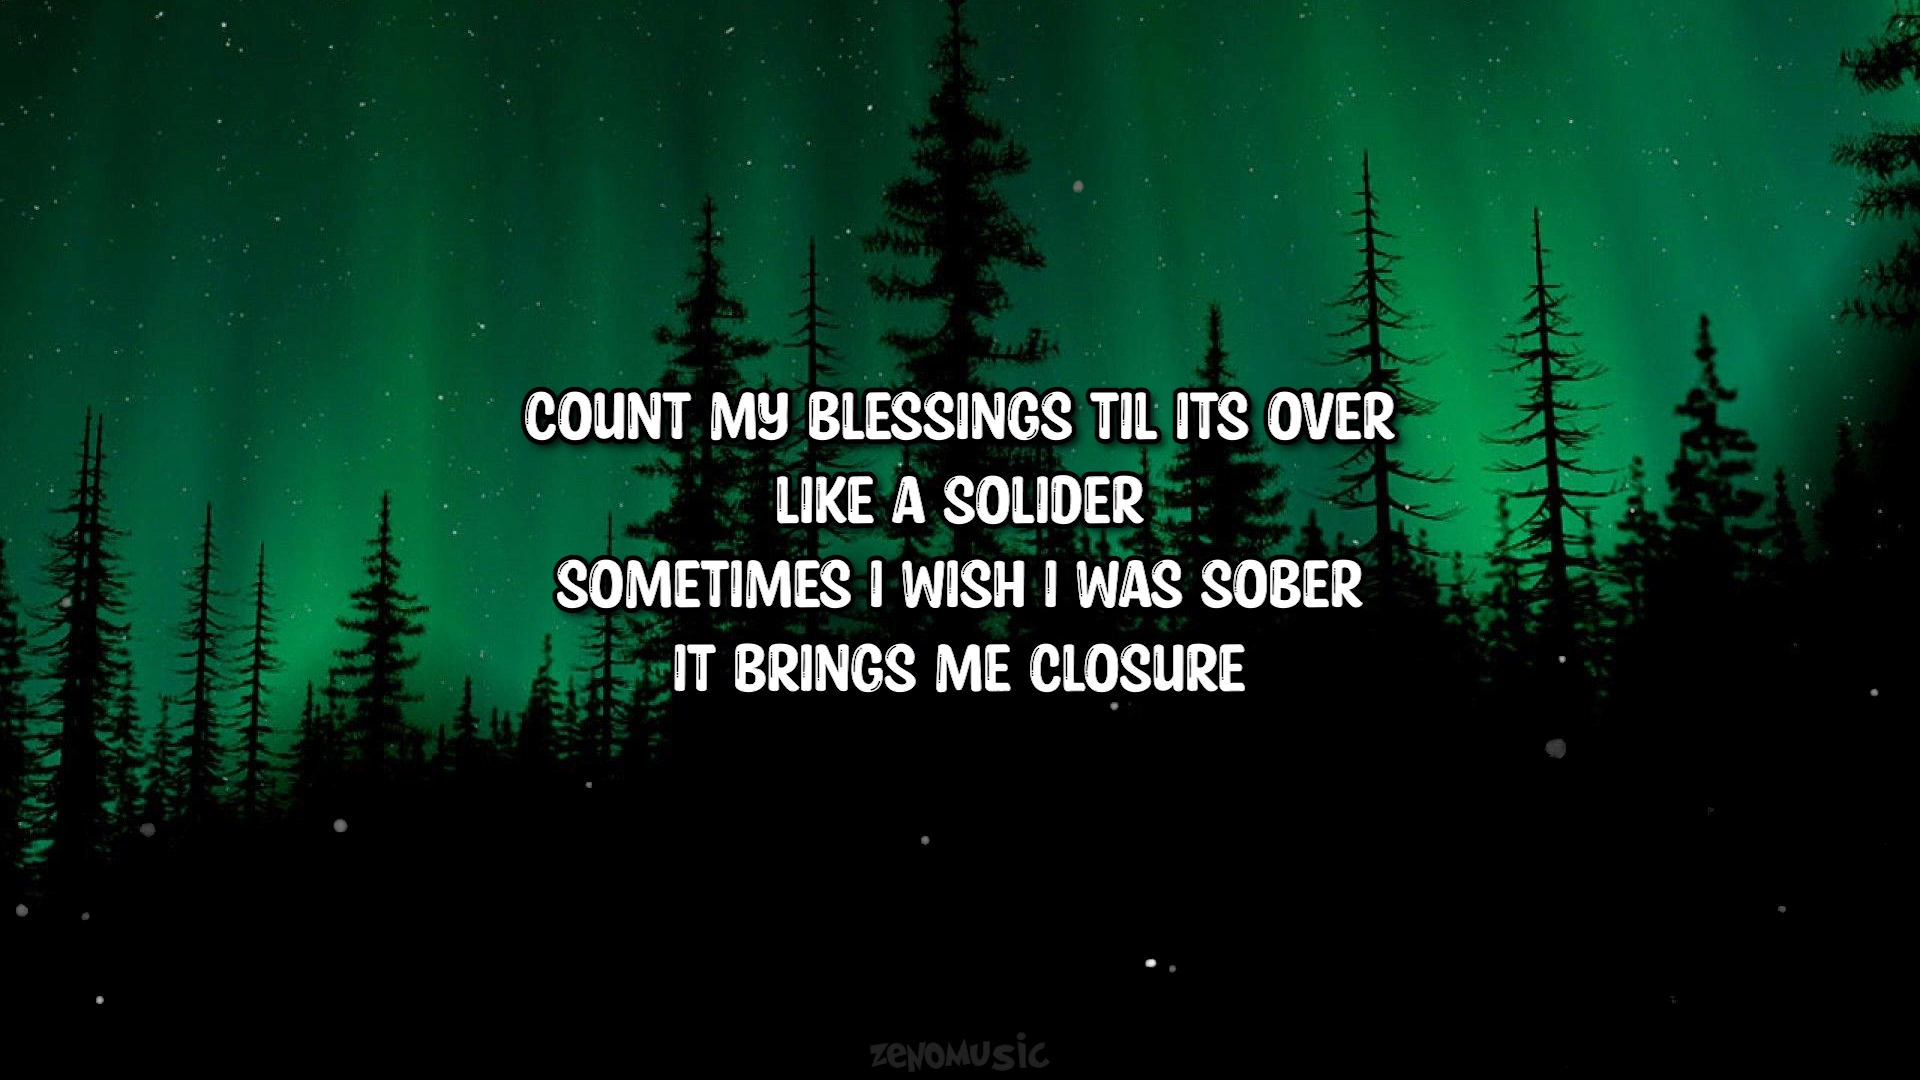 COUNT MY BLESSINGS TIL ITS OVER
LIKE A SOLIDER
SOMETIMES I WISH I WAS SOBER
IT BRINGS ME CLOSURE
ZENOMUSIC